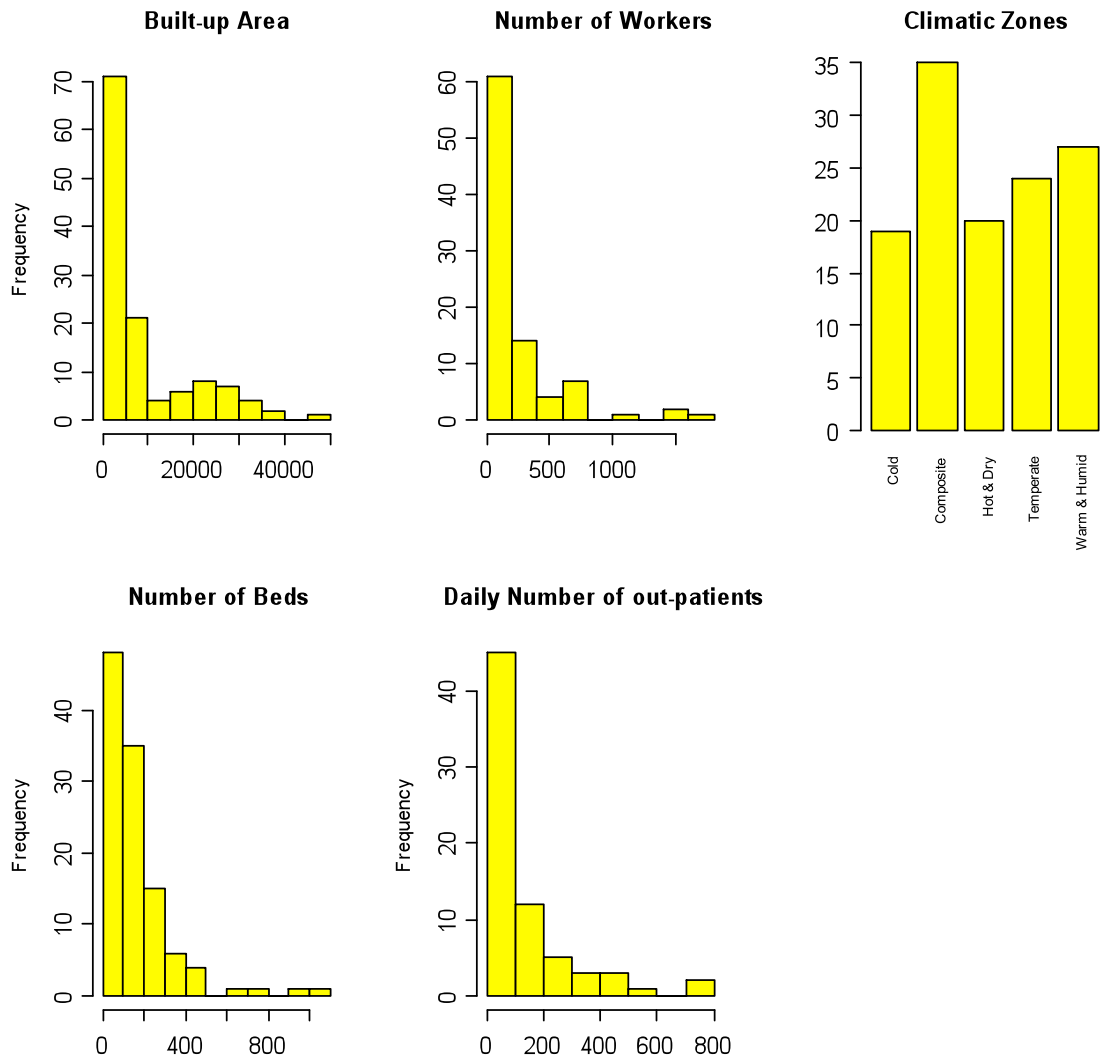 Built-up Area
Frequency
70
60
50
40
30
20
10
0
0 20000 40000
Number of Workers
60
50
40
30
20
10
0
0 500 1000
Climatic Zones
35
30
25
20
15
10
5
0
Cold
Composite
Hot & Dry
Temperate
Warm & Humid
Number of Beds
Frequency
40
30
20
10
0
0 400 800
Daily Number of out-patients
Frequency
40
30
20
10
0
0 200 400 600 800